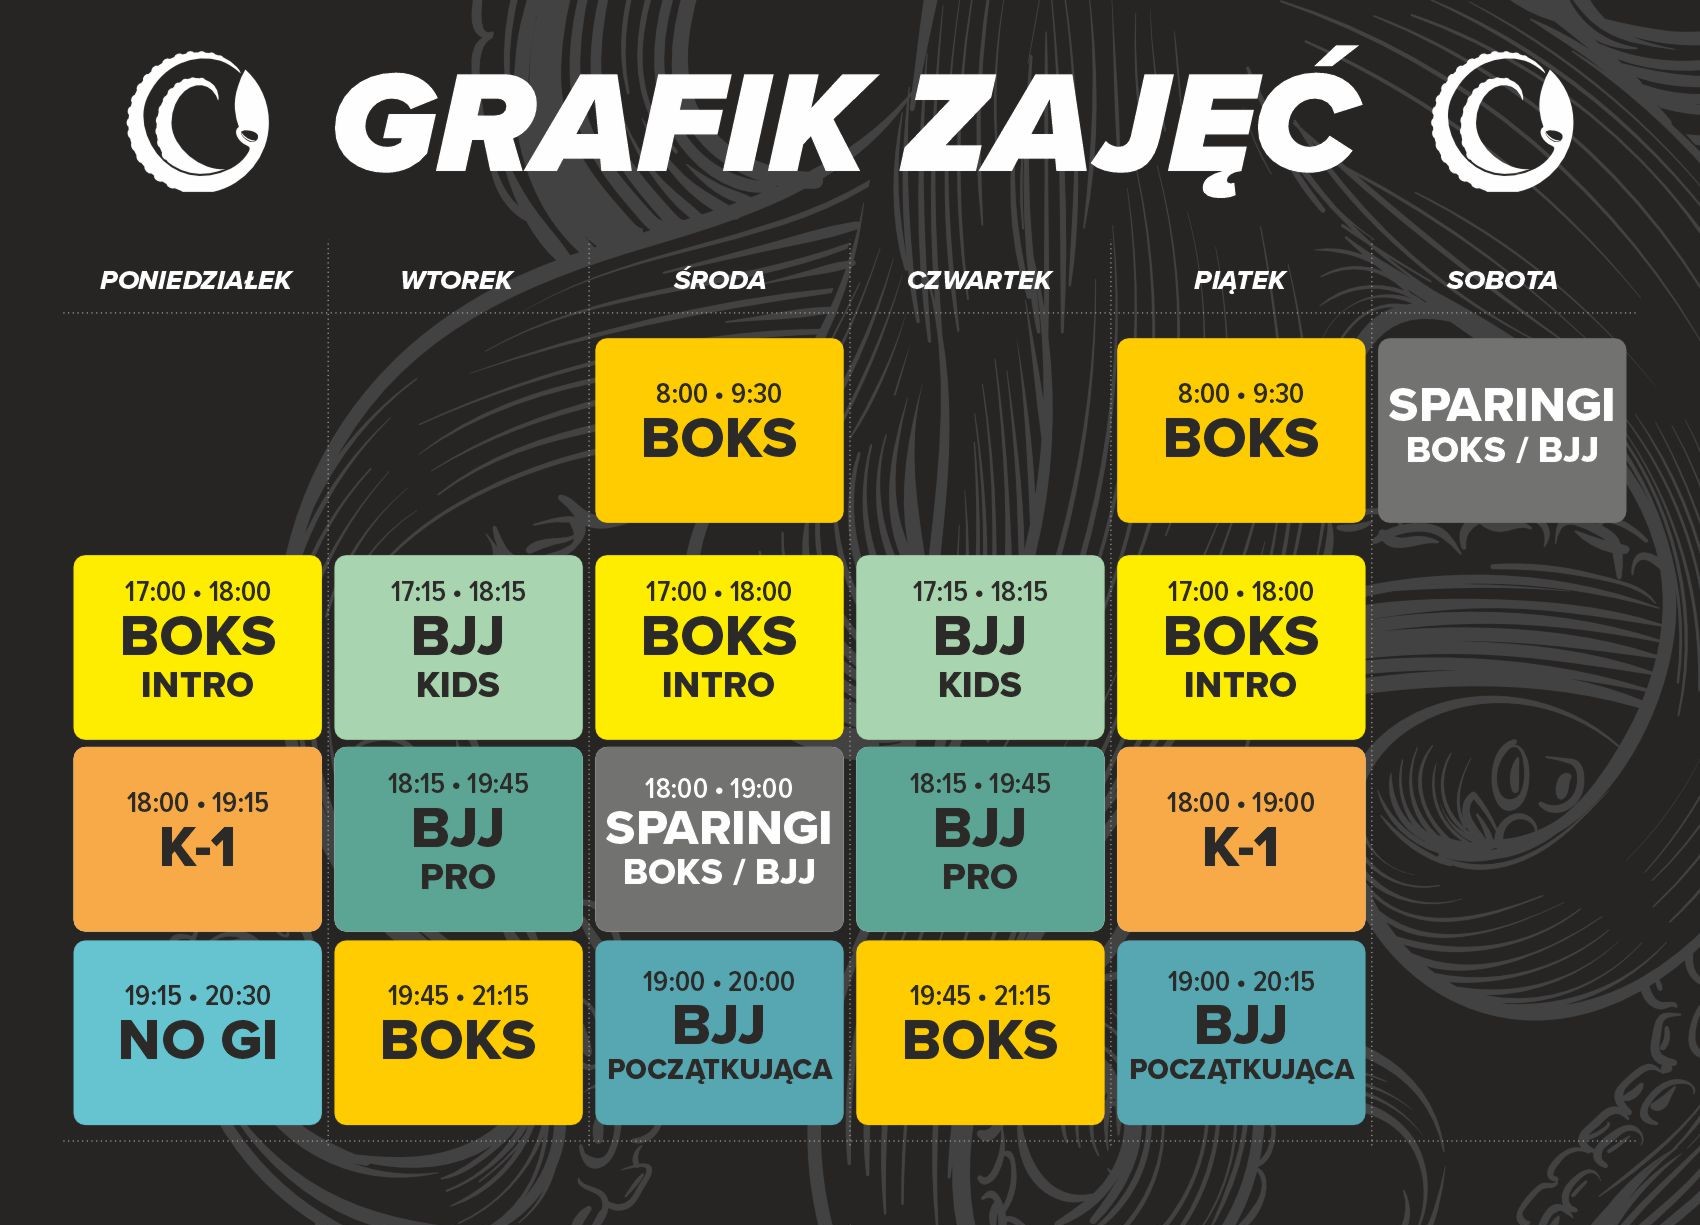 GRAFIK ZAJĘĆ
PONIEDZIAŁEK
WTOREK
ŚRODA
CZWARTEK
PIĄTEK
SOBOTA
8:00 • 9:30
BOKS
8:00 • 9:30
BOKS
SPARINGI
BOKS / BJJ
17:00 • 18:00
BOKS
INTRO
17:15 • 18:15
BJJ
KIDS
17:00 • 18:00
BOKS
INTRO
17:15 • 18:15
BJJ
KIDS
17:00 • 18:00
BOKS
INTRO
18:00 • 19:15
K-1
18:15 • 19:45
BJJ
PRO
18:00 • 19:00
SPARINGI
BOKS / BJJ
18:15 • 19:45
BJJ
PRO
18:00 • 19:00
K-1
19:15 • 20:30
NO GI
19:45 • 21:15
BOKS
19:00 • 20:00
BJJ
POCZĄTKUJĄCA
19:45 • 21:15
BOKS
19:00 • 20:15
BJJ
POCZĄTKUJĄCA